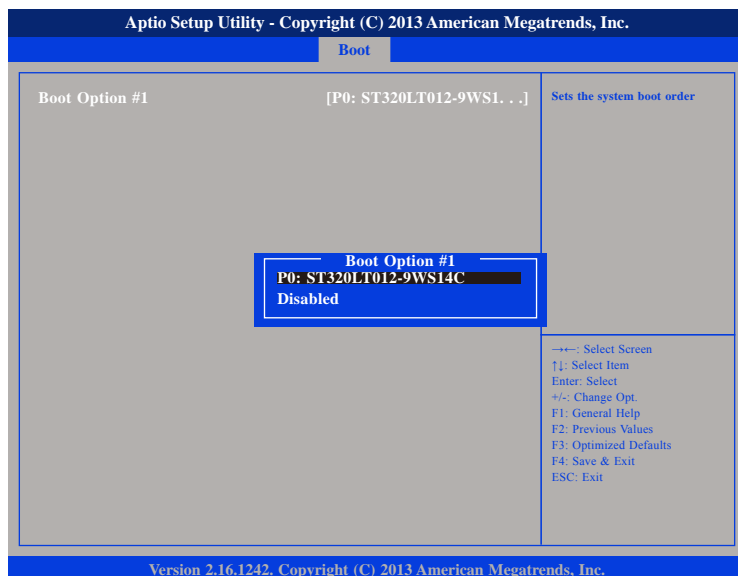 Aptio Setup Utility - Copyright (C) 2013 American Megatrends, Inc.
Boot
Boot Option #1 [P0: ST320LT012-9WS1. . .]
Sets the system boot order
Boot Option #1
P0: ST320LT012-9WS14C
Disabled
→←: Select Screen
↑↓: Select Item
Enter: Select
+/-: Change Opt.
F1: General Help
F2: Previous Values
F3: Optimized Defaults
F4: Save & Exit
ESC: Exit
Version 2.16.1242. Copyright (C) 2013 American Megatrends, Inc.